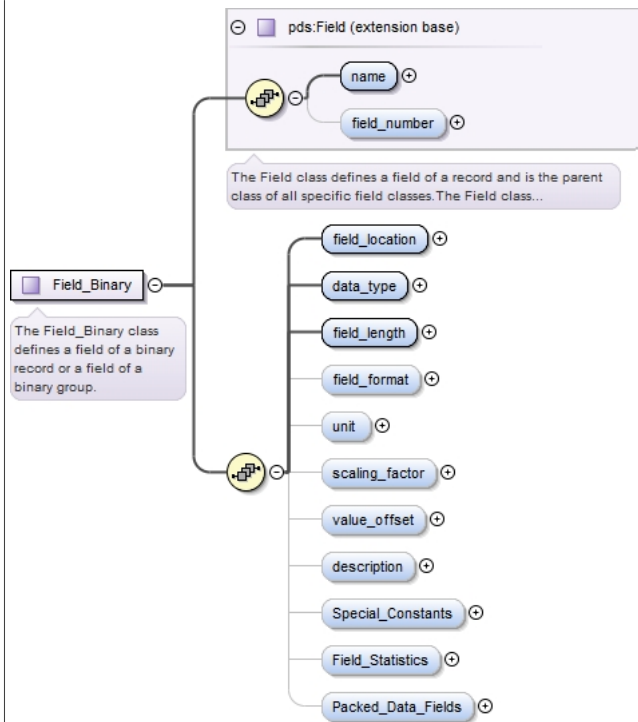 pds:Field (extension base)
name
field_number
The Field class defines a field of a record and is the parent
class of all specific field classes.The Field class...
Field_Binary
The Field_Binary class
defines a field of a binary
record or a field of a
binary group.
field_location
data_type
field_length
field_format
unit
scaling_factor
value_offset
description
Special_Constants
Field_Statistics
Packed_Data_Fields